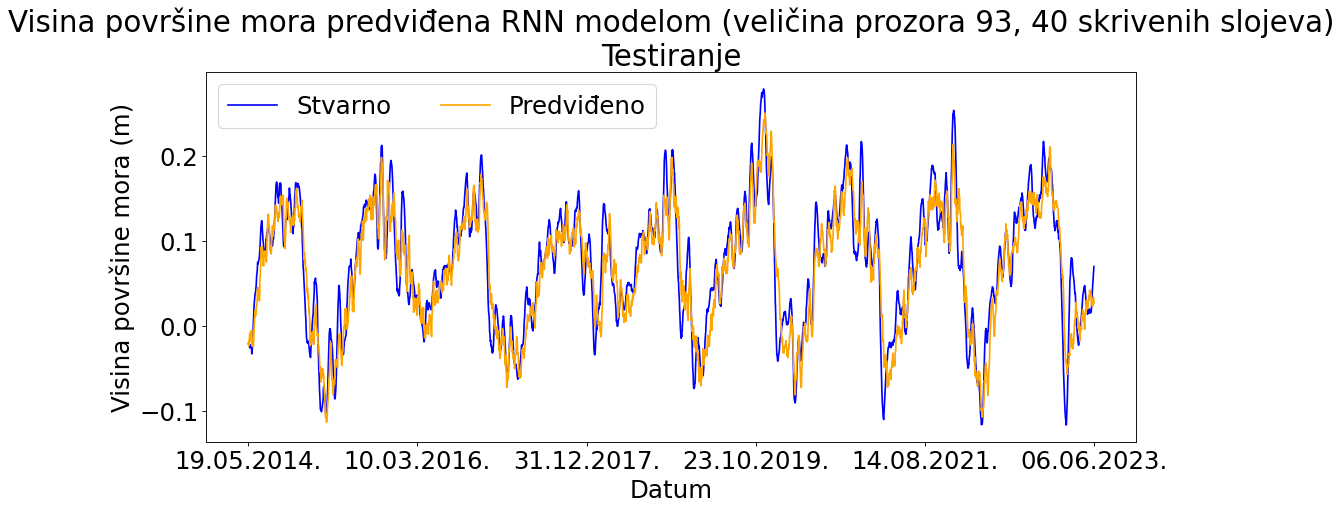 Visina površine mora predviđena RNN modelom (veličina prozora 93, 40 skrivenih slojeva)
Testiranje
Stvarno
Predviđeno
Visina površine mora (m)
0.2
0.1
0.0
−0.1
19.05.2014.
10.03.2016.
31.12.2017.
23.10.2019.
14.08.2021.
06.06.2023.
Datum